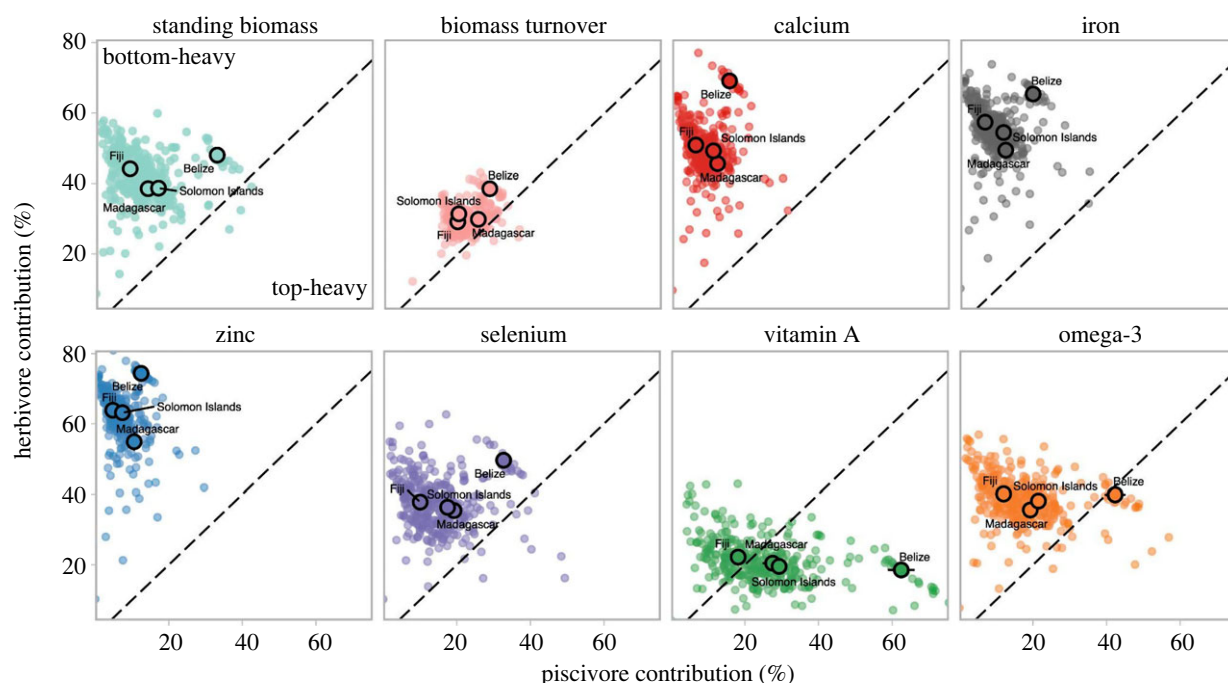 standing biomass
biomass turnover
calcium
iron
80
60
40
20
bottom-heavy
top-heavy
Fiji
Belize
Madagascar
Solomon Islands
Belize
Solomon Islands
Fiji
Madagascar
Belize
Fiji
Solomon Islands
Madagascar
Belize
Fiji
Solomon Islands
Madagascar
herbivore contribution (%)
zinc
selenium
vitamin A
omega-3
80
60
40
20
Belize
Fiji
Solomon Islands
Madagascar
Belize
Fiji
Solomon Islands
Madagascar
Fiji
Madagascar
Belize
Solomon Islands
Fiji
Solomon Islands
Belize
Madagascar
20 40 60 20 40 60 20 40 60 20 40 60
piscivore contribution (%)